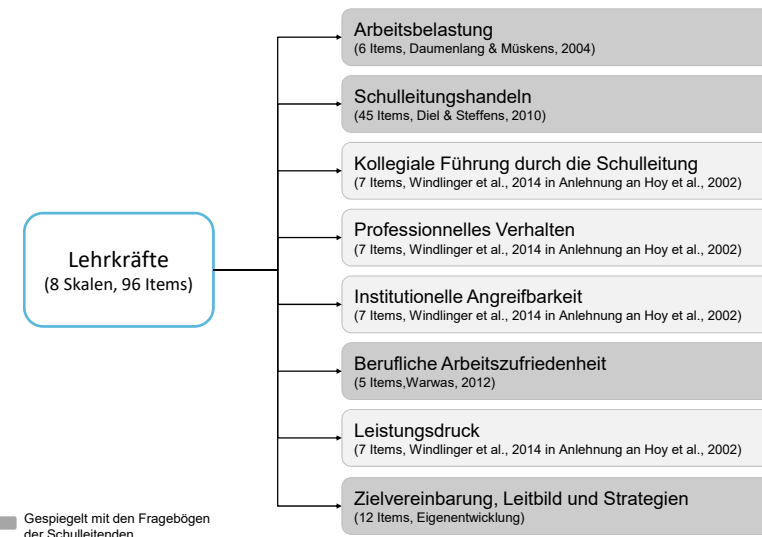 Arbeitsbelastung
(6 Items, Daumenlang & Müskens, 2004)
Schulleitungshandeln
(45 Items, Diel & Steffens, 2010)
Kollegiale Führung durch die Schulleitung
(7 Items, Windlinger et al., 2014 in Anlehnung an Hoy et al., 2002)
Professionnelles Verhalten
(7 Items, Windlinger et al., 2014 in Anlehnung an Hoy et al., 2002)
Lehrkräfte
(8 Skalen, 96 Items)
Institutionelle Angreifbarkeit
(7 Items, Windlinger et al., 2014 in Anlehnung an Hoy et al., 2002)
Berufliche Arbeitszufriedenheit
(5 Items,Warwas, 2012)
Leistungsdruck
(7 Items, Windlinger et al., 2014 in Anlehnung an Hoy et al., 2002)
Zielvereinbarung, Leitbild und Strategien
(12 Items, Eigenentwicklung)
Gespiegelt mit den Fragebögen
der Schulleitenden